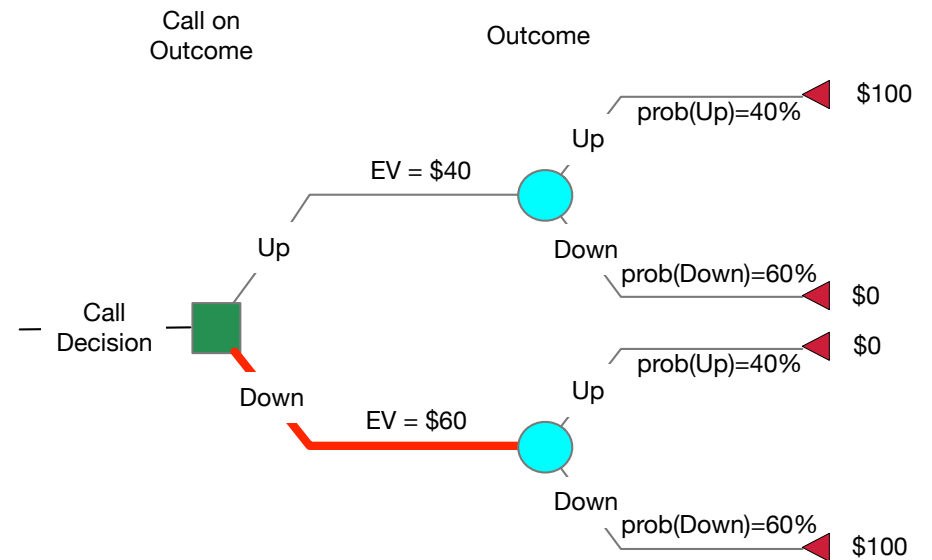 Call on
Outcome
Outcome
$100
prob(Up)=40%
Up
EV = $40
Up
Down
prob(Down)=60%
$0
Call
Decision
$0
prob(Up)=40%
Up
Down
EV = $60
Down
prob(Down)=60%
$100